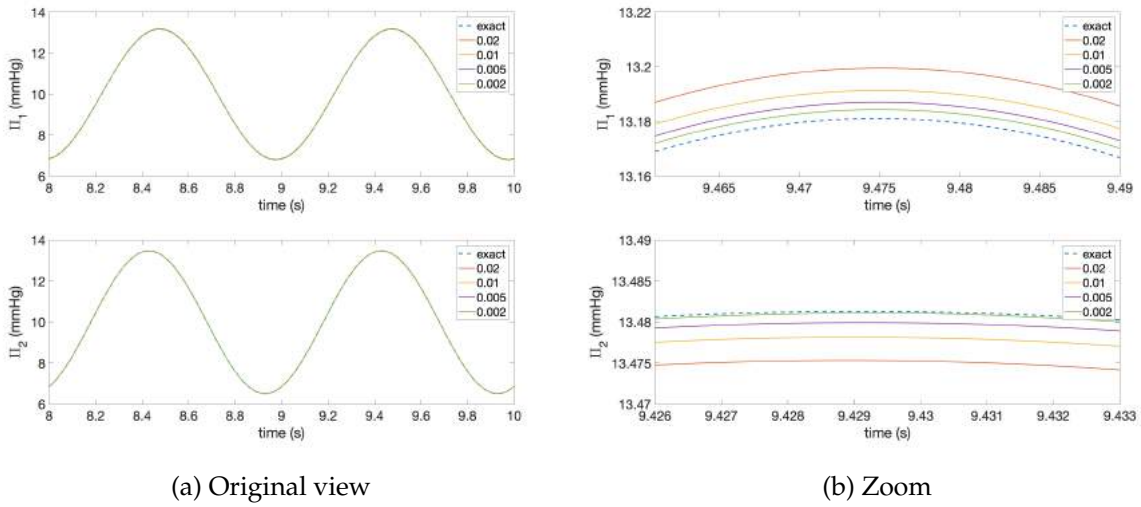 14
12
10
8
6
Π₁ (mmHg)
8 8.2 8.4 8.6 8.8 9 9.2 9.4 9.6 9.8 10
time (s)
exact
0.02
0.01
0.005
0.002
13.22
13.2
13.18
13.16
Π₁ (mmHg)
9.465 9.47 9.475 9.48 9.485 9.49
time (s)
exact
0.02
0.01
0.005
0.002
14
12
10
8
6
Π₂ (mmHg)
8 8.2 8.4 8.6 8.8 9 9.2 9.4 9.6 9.8 10
time (s)
exact
0.02
0.01
0.005
0.002
13.49
13.485
13.48
13.475
13.47
Π₂ (mmHg)
9.426 9.427 9.428 9.429 9.43 9.431 9.432 9.433
time (s)
exact
0.02
0.01
0.005
0.002
(a) Original view
(b) Zoom